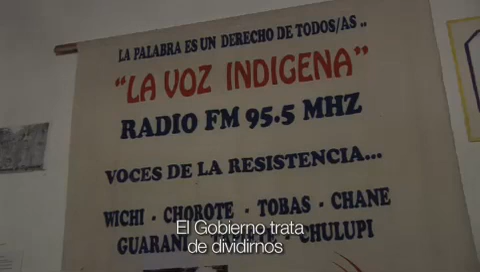 LA PALABRA ES UN DERECHO DE TODOS/AS ..
"LA VOZ INDIGENA"
RADIO FM 95.5 MHZ
VOCES DE LA RESISTENCIA...
WICHI - CHOROTE - TOBAS - CHANE
GUARANI - CHULUPI
El Gobierno trata
de dividirnos